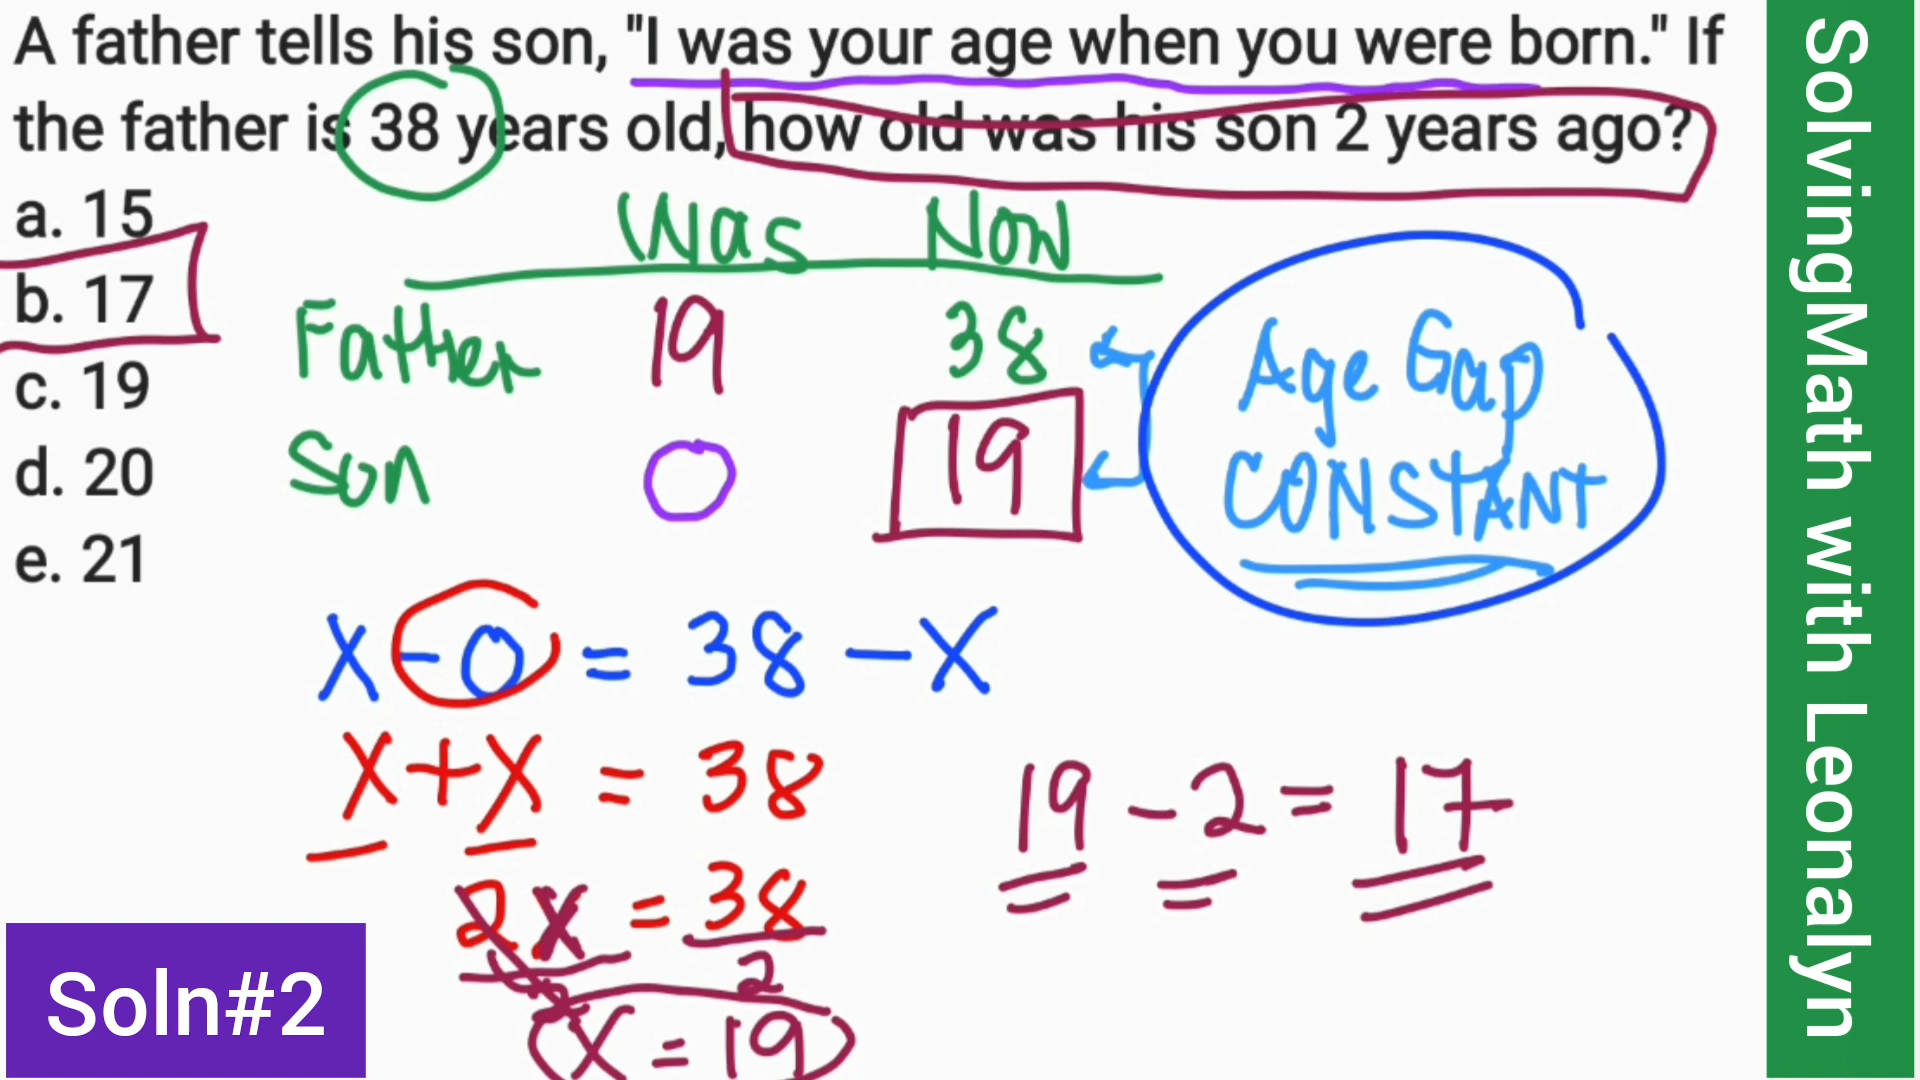 A father tells his son, "I was your age when you were born." If
the father is 38 years old, how old was his son 2 years ago?
a. 15
b. 17
c. 19
d. 20
e. 21
Was Now
Father 19 38
Son 0 19
Age Gap
CONSTANT
X - 0 = 38 - X
X + X = 38
2X = 38
2 2
X = 19
19 - 2 = 17
Soln#2
SolvingMath with Leonalyn